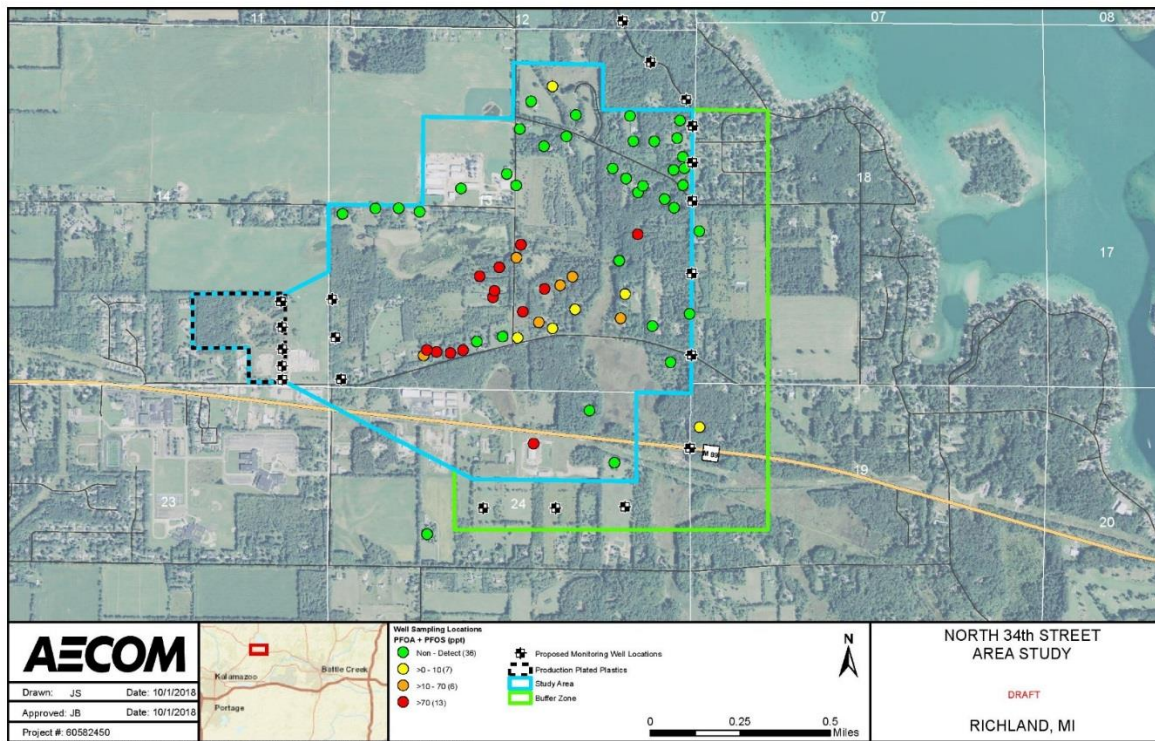 11
12
07
08
14
13
18
17
M 89
23
24
19
20
AECOM
Drawn: JS Date: 10/1/2018
Approved: JB Date: 10/1/2018
Project #: 60582450
Kalamazoo
Battle Creek
Portage
Well Sampling Locations
PFOA + PFOS (ppt)
Non - Detect (36)
>0 - 10 (7)
>10 - 70 (6)
>70 (13)
Proposed Monitoring Well Locations
Production Plated Plastics
Study Area
Buffer Zone
N
0 0.25 0.5
Miles
NORTH 34th STREET
AREA STUDY
DRAFT
RICHLAND, MI